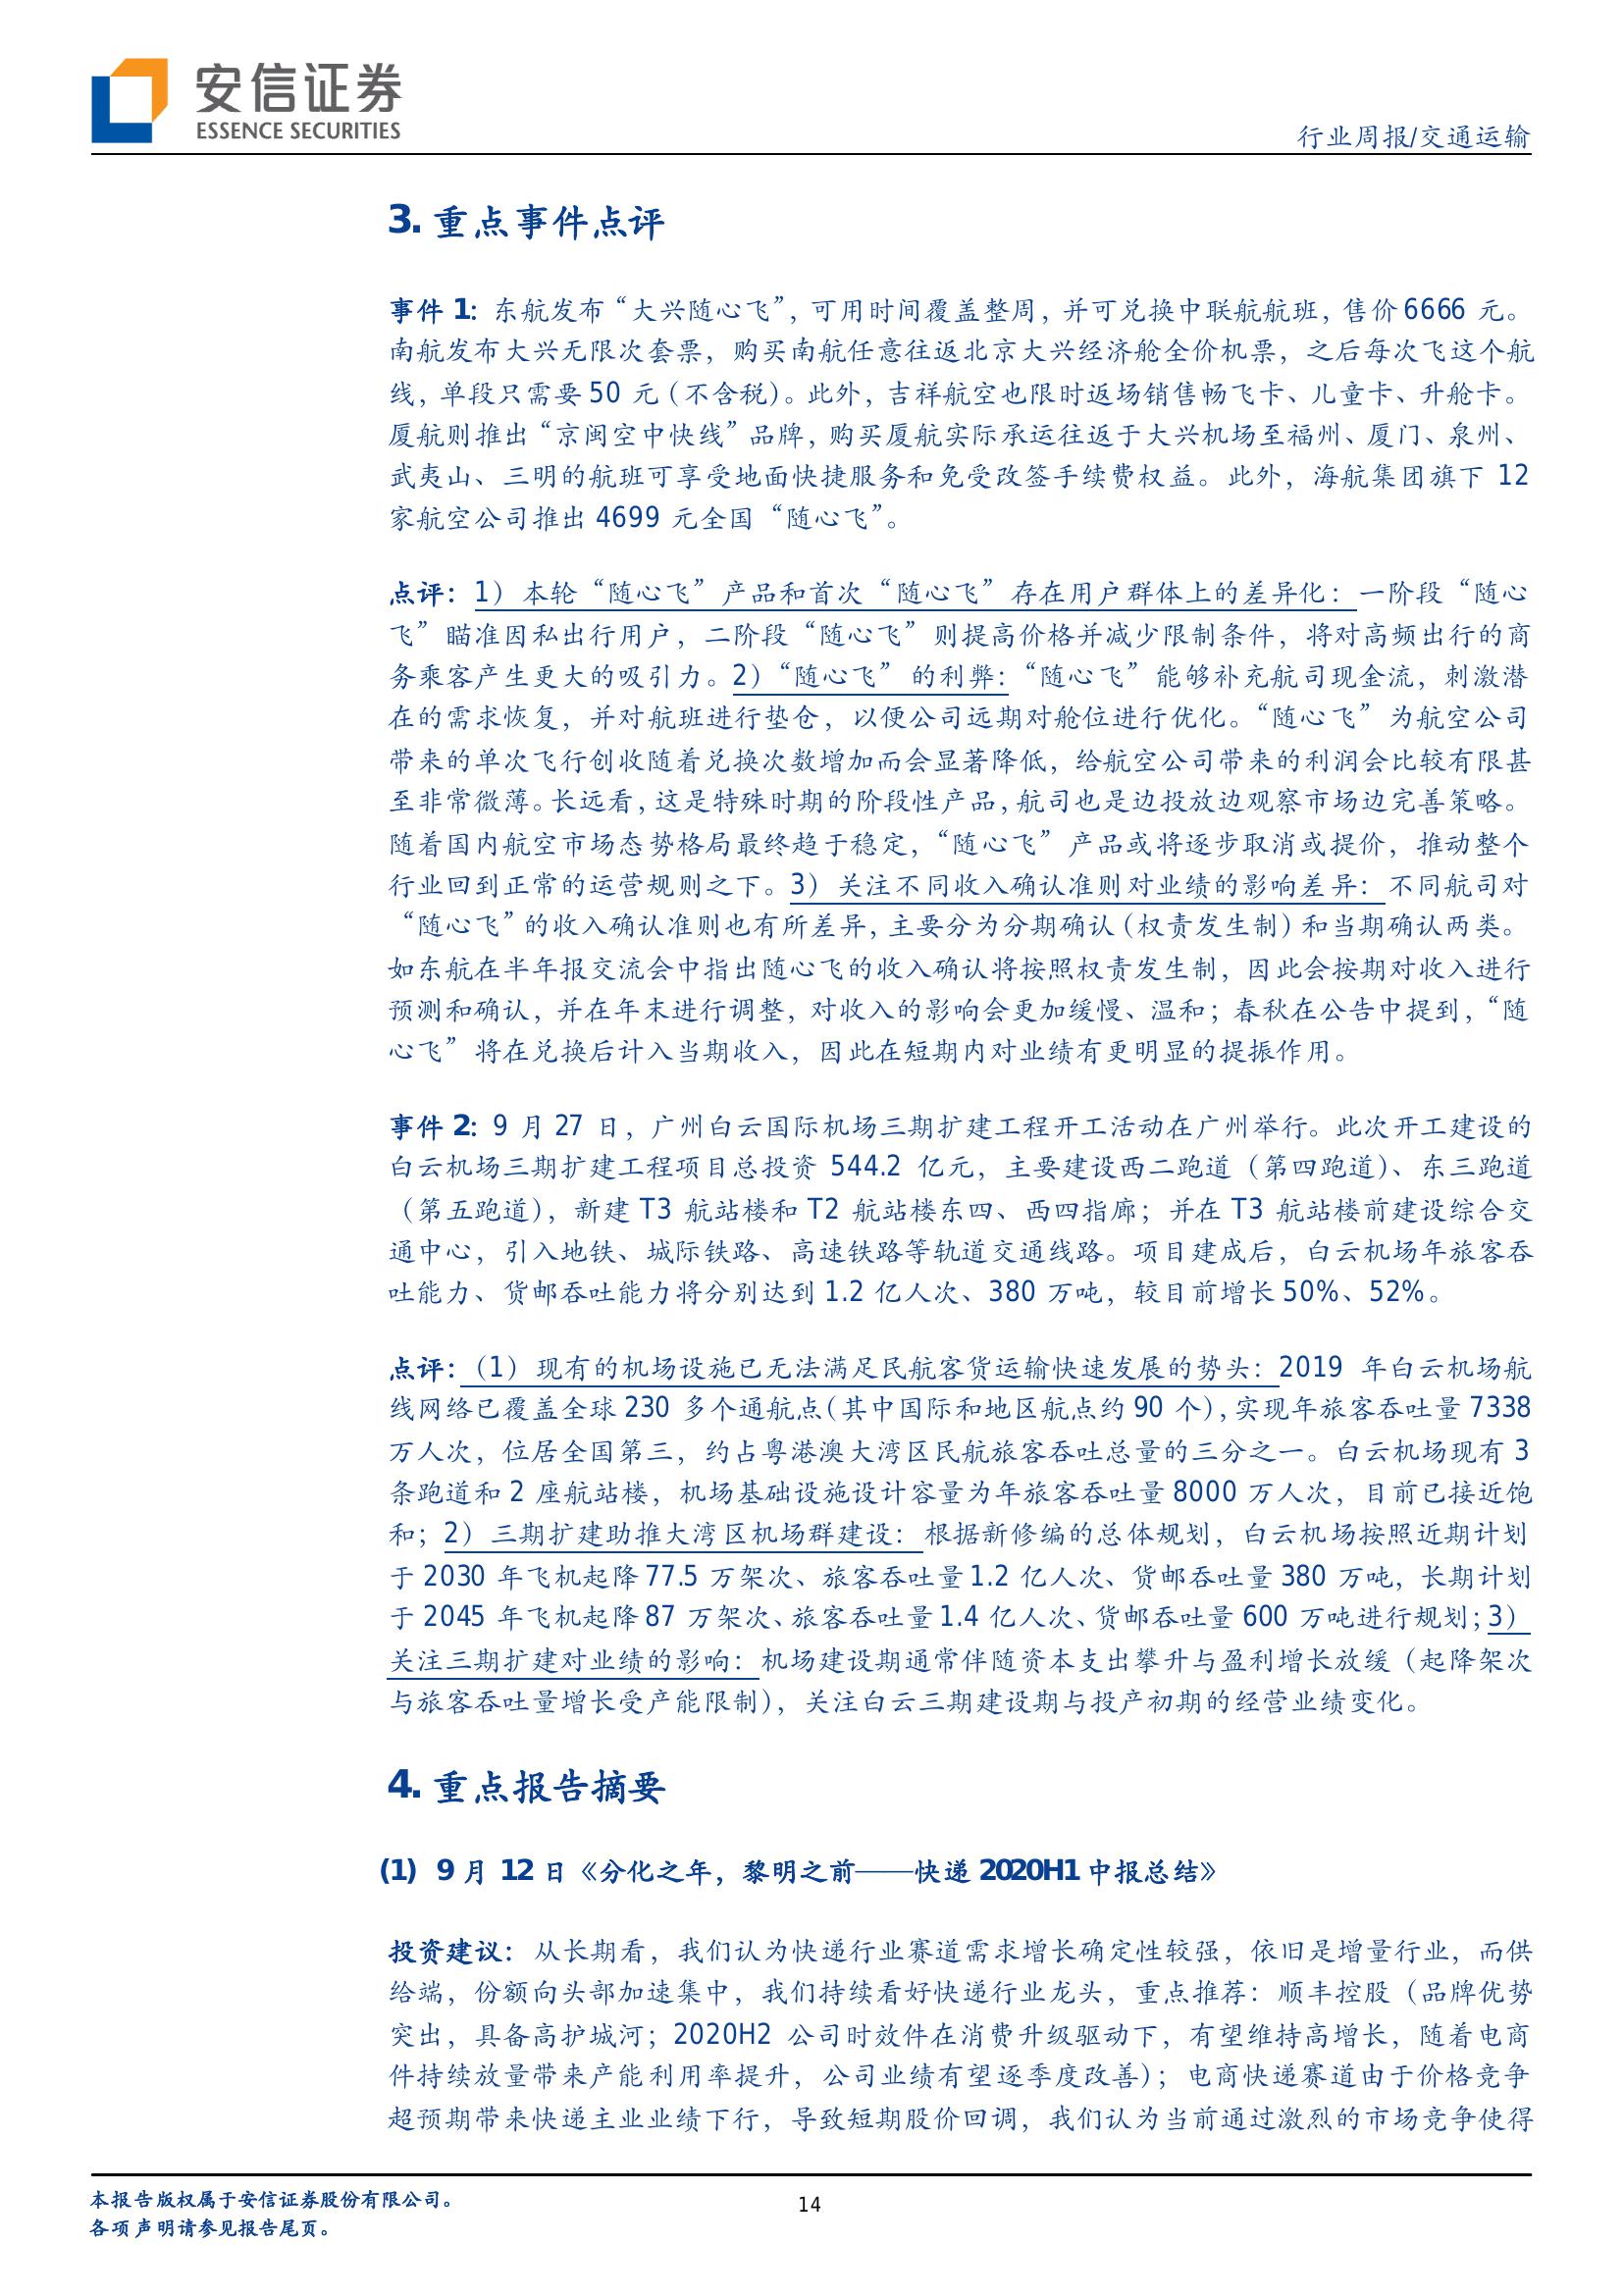 安信证券
ESSENCE SECURITIES
行业周报/交通运输
3. 重点事件点评
事件 1：东航发布“大兴随心飞”，可用时间覆盖整周，并可兑换中联航航班，售价 6666 元。
南航发布大兴无限次套票，购买南航任意往返北京大兴经济舱全价机票，之后每次飞这个航
线，单段只需要 50 元（不含税）。此外，吉祥航空也限时返场销售畅飞卡、儿童卡、升舱卡。
厦航则推出“京闽空中快线”品牌，购买厦航实际承运往返于大兴机场至福州、厦门、泉州、
武夷山、三明的航班可享受地面快捷服务和免受改签手续费权益。此外，海航集团旗下 12
家航空公司推出 4699 元全国“随心飞”。
点评：1）本轮“随心飞”产品和首次“随心飞”存在用户群体上的差异化：一阶段“随心
飞”瞄准因私出行用户，二阶段“随心飞”则提高价格并减少限制条件，将对高频出行的商
务乘客产生更大的吸引力。2）“随心飞”的利弊：“随心飞”能够补充航司现金流，刺激潜
在的需求恢复，并对航班进行垫仓，以便公司远期对舱位进行优化。“随心飞”为航空公司
带来的单次飞行创收随着兑换次数增加而会显著降低，给航空公司带来的利润会比较有限甚
至非常微薄。长远看，这是特殊时期的阶段性产品，航司也是边投放边观察市场边完善策略。
随着国内航空市场态势格局最终趋于稳定，“随心飞”产品或将逐步取消或提价，推动整个
行业回到正常的运营规则之下。3）关注不同收入确认准则对业绩的影响差异：不同航司对
“随心飞”的收入确认准则也有所差异，主要分为分期确认（权责发生制）和当期确认两类。
如东航在半年报交流会中指出随心飞的收入确认将按照权责发生制，因此会按期对收入进行
预测和确认，并在年末进行调整，对收入的影响会更加缓慢、温和；春秋在公告中提到，“随
心飞”将在兑换后计入当期收入，因此在短期内对业绩有更明显的提振作用。
事件 2：9 月 27 日，广州白云国际机场三期扩建工程开工活动在广州举行。此次开工建设的
白云机场三期扩建工程项目总投资 544.2 亿元，主要建设西二跑道（第四跑道）、东三跑道
（第五跑道），新建 T3 航站楼和 T2 航站楼东四、西四指廊；并在 T3 航站楼前建设综合交
通中心，引入地铁、城际铁路、高速铁路等轨道交通线路。项目建成后，白云机场年旅客吞
吐能力、货邮吞吐能力将分别达到 1.2 亿人次、380 万吨，较目前增长 50%、52%。
点评：（1）现有的机场设施已无法满足民航客货运输快速发展的势头：2019 年白云机场航
线网络已覆盖全球 230 多个通航点(其中国际和地区航点约 90 个)，实现年旅客吞吐量 7338
万人次，位居全国第三，约占粤港澳大湾区民航旅客吞吐总量的三分之一。白云机场现有 3
条跑道和 2 座航站楼，机场基础设施设计容量为年旅客吞吐量 8000 万人次，目前已接近饱
和；2）三期扩建助推大湾区机场群建设：根据新修编的总体规划，白云机场按照近期计划
于 2030 年飞机起降 77.5 万架次、旅客吞吐量 1.2 亿人次、货邮吞吐量 380 万吨，长期计划
于 2045 年飞机起降 87 万架次、旅客吞吐量 1.4 亿人次、货邮吞吐量 600 万吨进行规划；3）
关注三期扩建对业绩的影响：机场建设期通常伴随资本支出攀升与盈利增长放缓（起降架次
与旅客吞吐量增长受产能限制），关注白云三期建设期与投产初期的经营业绩变化。
4. 重点报告摘要
(1) 9 月 12 日《分化之年，黎明之前——快递 2020H1 中报总结》
投资建议：从长期看，我们认为快递行业赛道需求增长确定性较强，依旧是增量行业，而供
给端，份额向头部加速集中，我们持续看好快递行业龙头，重点推荐：顺丰控股（品牌优势
突出，具备高护城河；2020H2 公司时效件在消费升级驱动下，有望维持高增长，随着电商
件持续放量带来产能利用率提升，公司业绩有望逐季度改善）；电商快递赛道由于价格竞争
超预期带来快递主业业绩下行，导致短期股价回调，我们认为当前通过激烈的市场竞争使得
本报告版权属于安信证券股份有限公司。
各项声明请参见报告尾页。
14